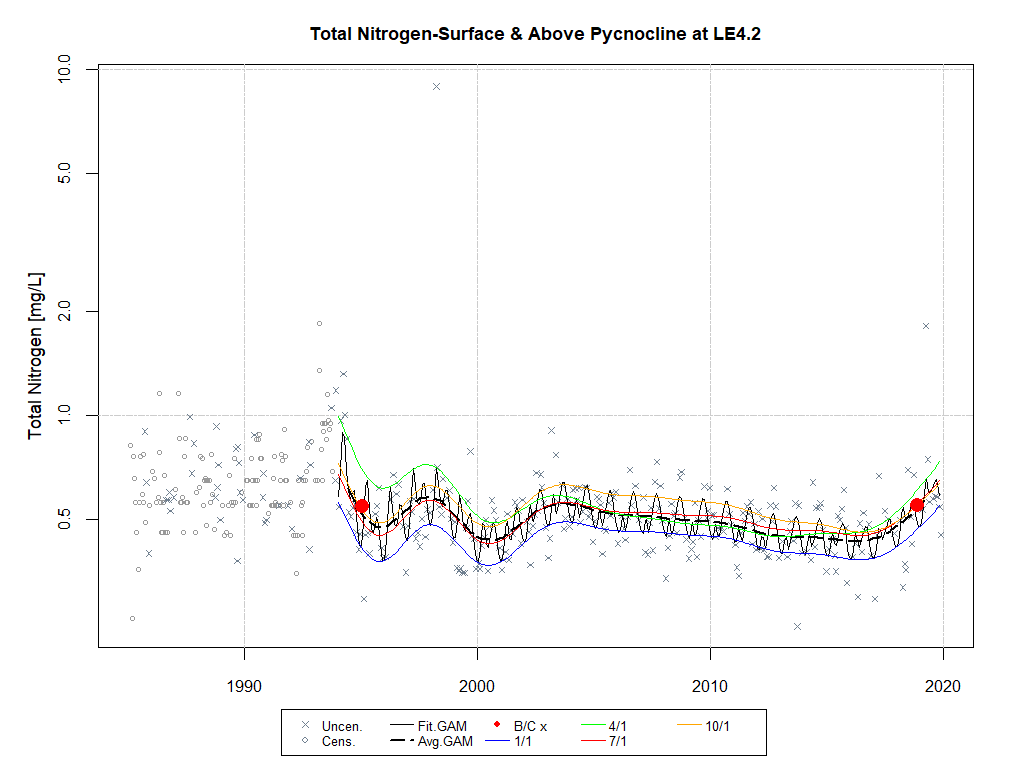 Total Nitrogen-Surface & Above Pycnocline at LE4.2
Total Nitrogen [mg/L]
10.0
5.0
2.0
1.0
0.5
1990 2000 2010 2020
Uncen. Fit.GAM B/C x 4/1 10/1
Cens. Avg.GAM 1/1 7/1